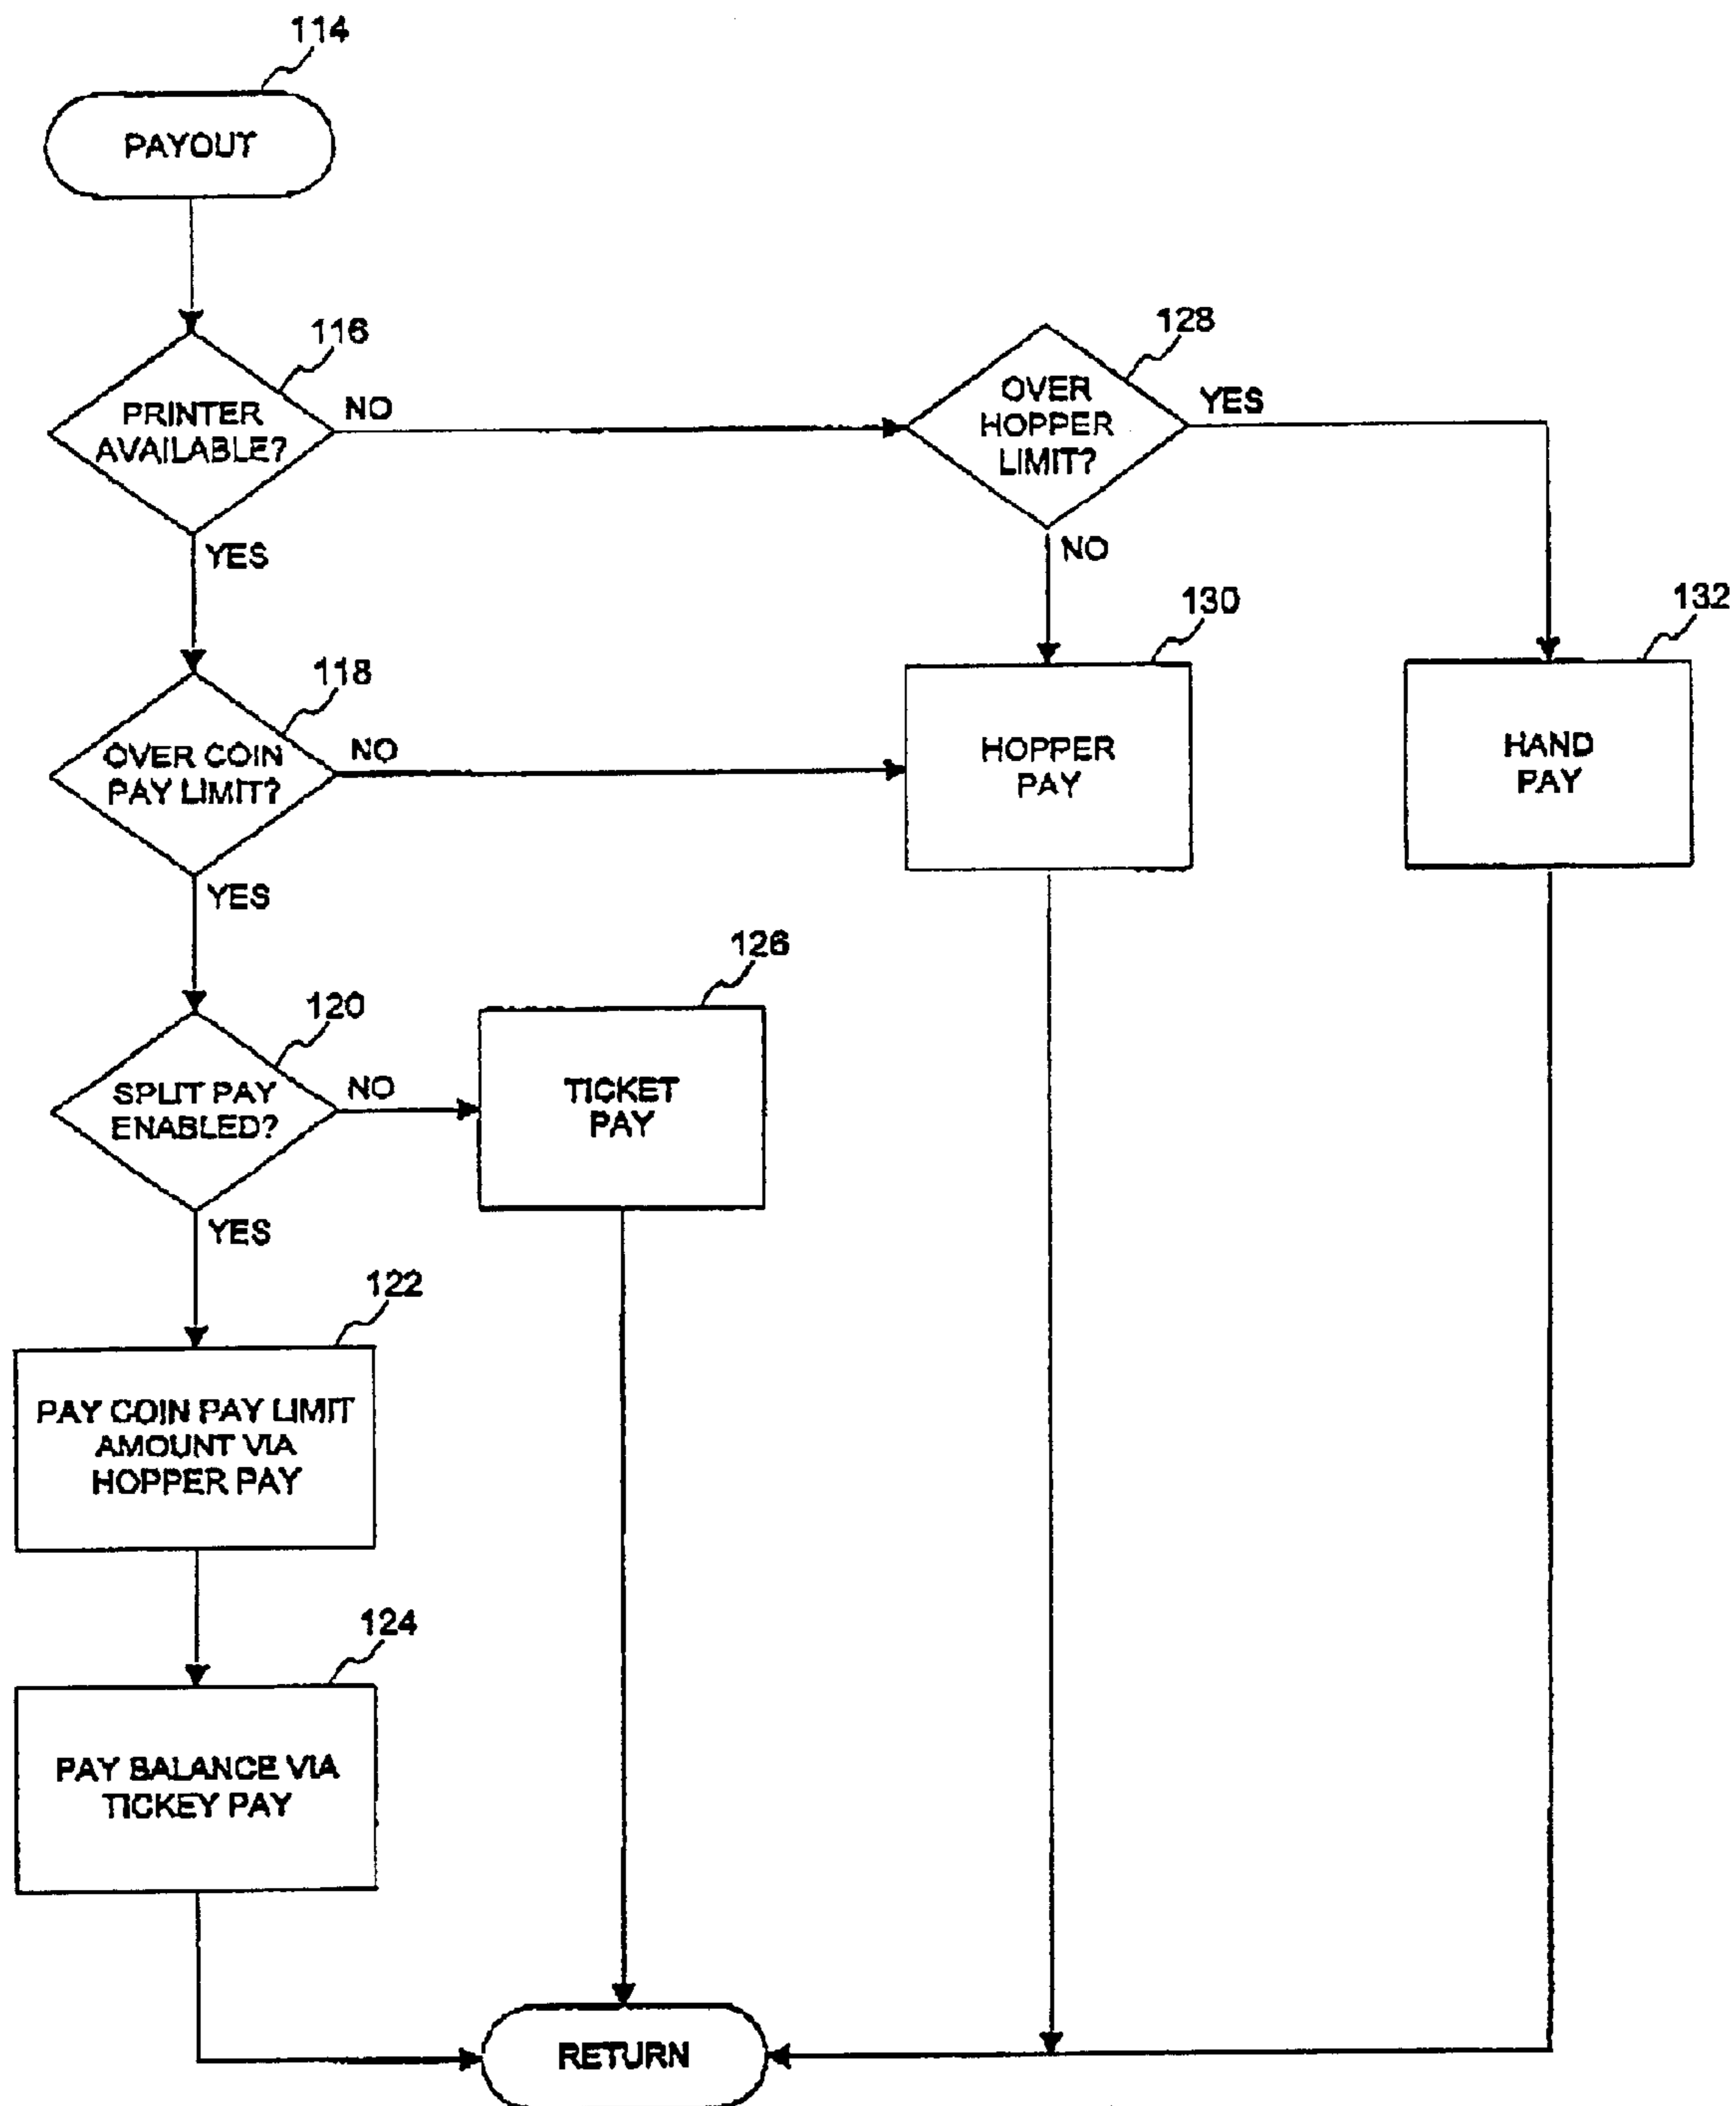 114
PAYOUT
116
PRINTER
AVAILABLE?
NO
YES
128
OVER
HOPPER
LIMIT?
YES
NO
118
OVER COIN
PAY LIMIT?
NO
YES
130
HOPPER
PAY
132
HAND
PAY
120
SPLIT PAY
ENABLED?
NO
YES
126
TICKET
PAY
122
PAY COIN PAY LIMIT
AMOUNT VIA
HOPPER PAY
124
PAY BALANCE VIA
TICKEY PAY
RETURN